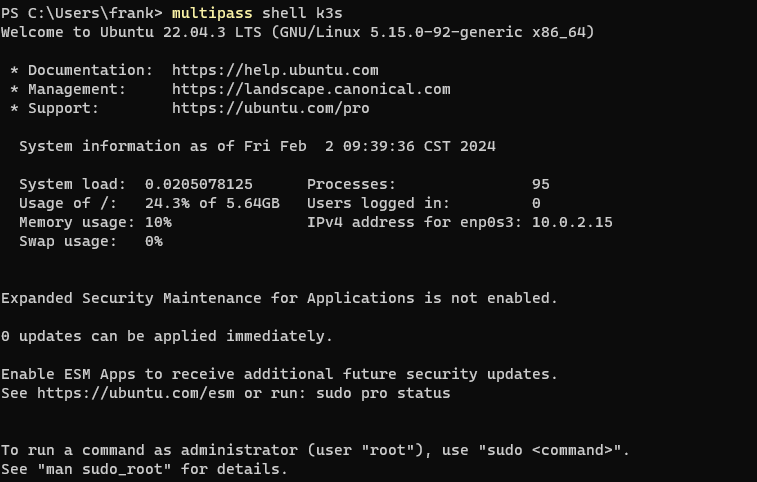 PS C:\Users\frank> multipass shell k3s
Welcome to Ubuntu 22.04.3 LTS (GNU/Linux 5.15.0-92-generic x86_64)
* Documentation:  https://help.ubuntu.com
* Management:     https://landscape.canonical.com
* Support:        https://ubuntu.com/pro
System information as of Fri Feb  2 09:39:36 CST 2024
System load:  0.0205078125      Processes:               95
Usage of /:   24.3% of 5.64GB   Users logged in:         0
Memory usage: 10%               IPv4 address for enp0s3: 10.0.2.15
Swap usage:   0%
Expanded Security Maintenance for Applications is not enabled.
0 updates can be applied immediately.
Enable ESM Apps to receive additional future security updates.
See https://ubuntu.com/esm or run: sudo pro status
To run a command as administrator (user "root"), use "sudo <command>".
See "man sudo_root" for details.